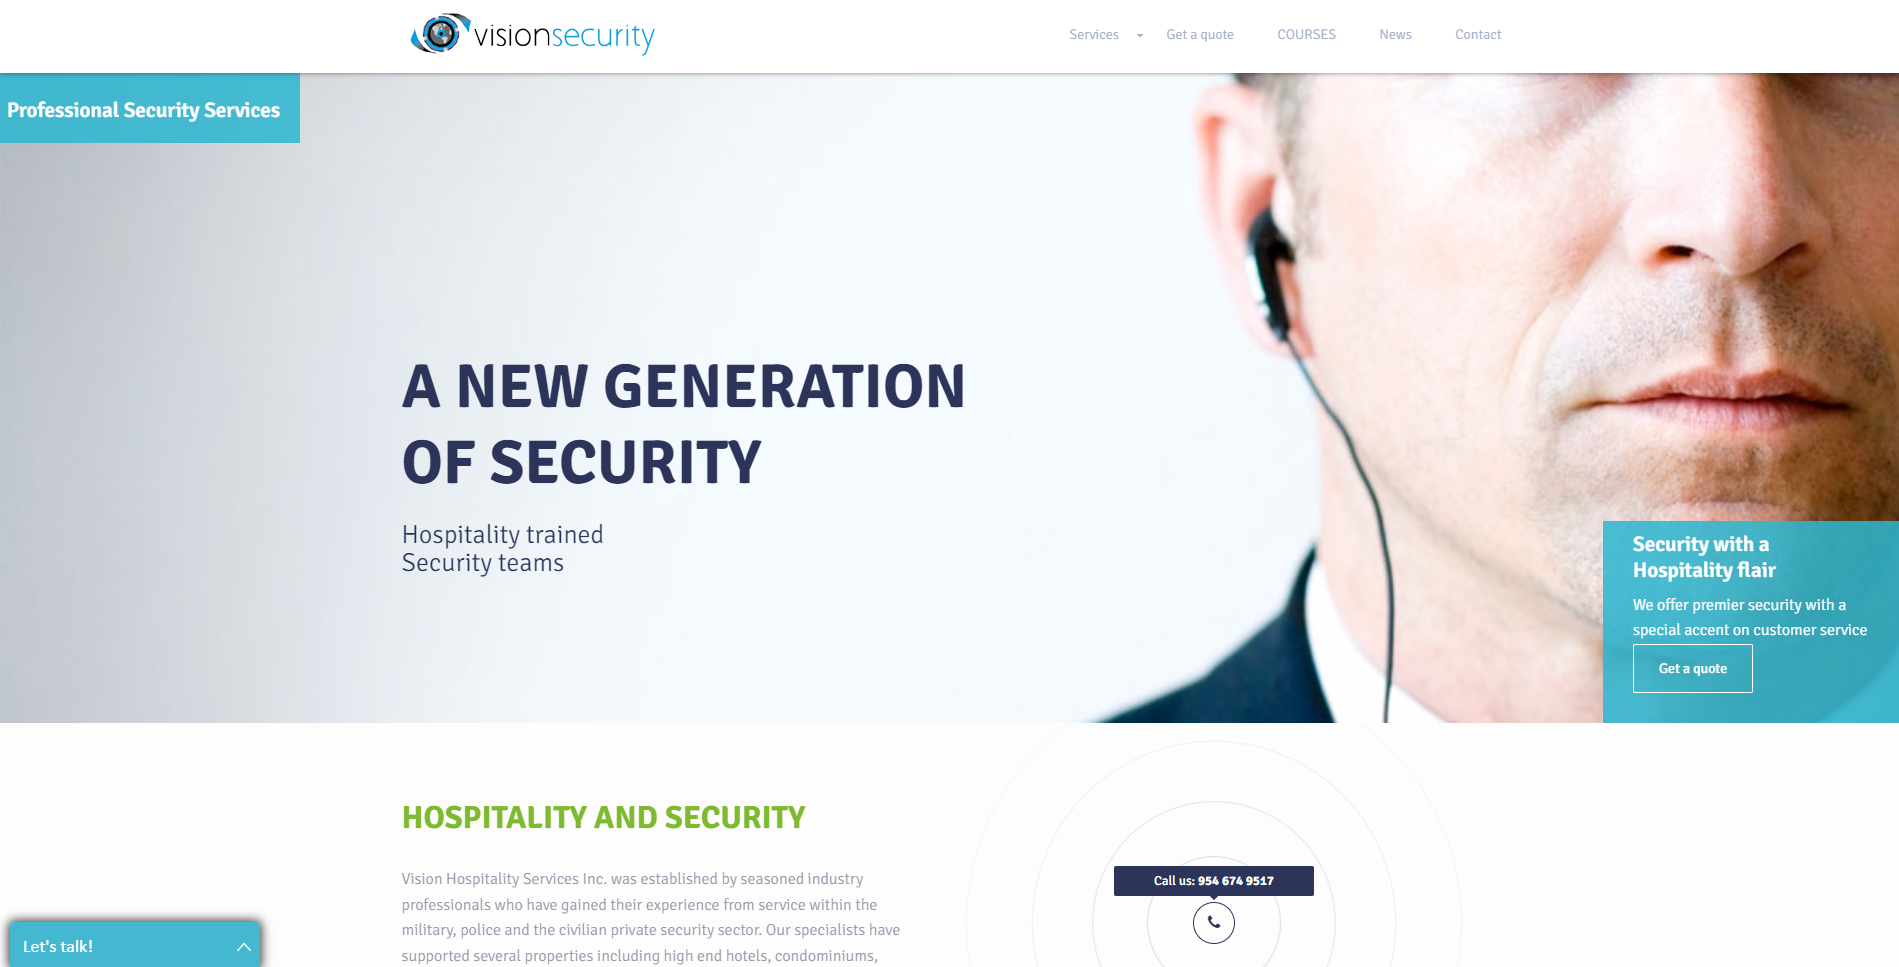 visionsecurity
Services
Get a quote
COURSES
News
Contact
Professional Security Services
A NEW GENERATION
OF SECURITY
Hospitality trained
Security teams
Security with a
Hospitality flair
We offer premier security with a
special accent on customer service
Get a quote
HOSPITALITY AND SECURITY
Vision Hospitality Services Inc. was established by seasoned industry
professionals who have gained their experience from service within the
military, police and the civilian private security sector. Our specialists have
supported several properties including high end hotels, condominiums,
Call us: 954 674 9517
Let's talk!